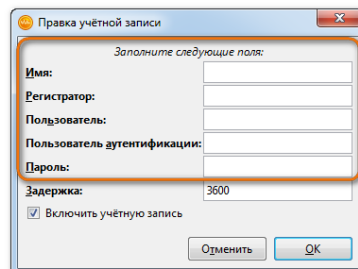 Правка учётной записи
Заполните следующие поля:
Имя:
Регистратор:
Пользователь:
Пользователь аутентификации:
Пароль:
Задержка: 3600
Включить учётную запись
Отменить OK